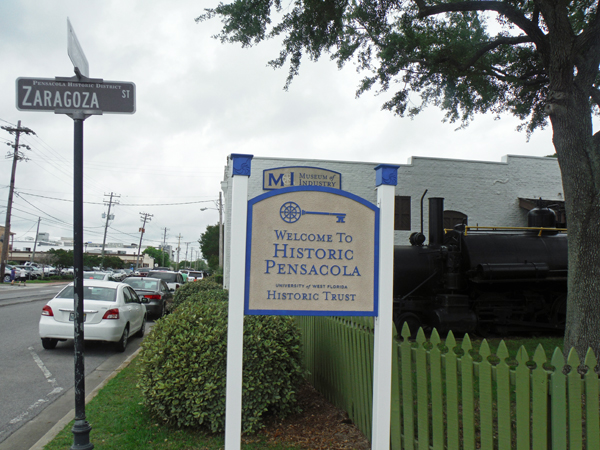 PENSACOLA HISTORIC DISTRICT
ZARAGOZA ST
M I MUSEUM of
INDUSTRY
WELCOME TO
HISTORIC
PENSACOLA
UNIVERSITY of WEST FLORIDA
HISTORIC TRUST